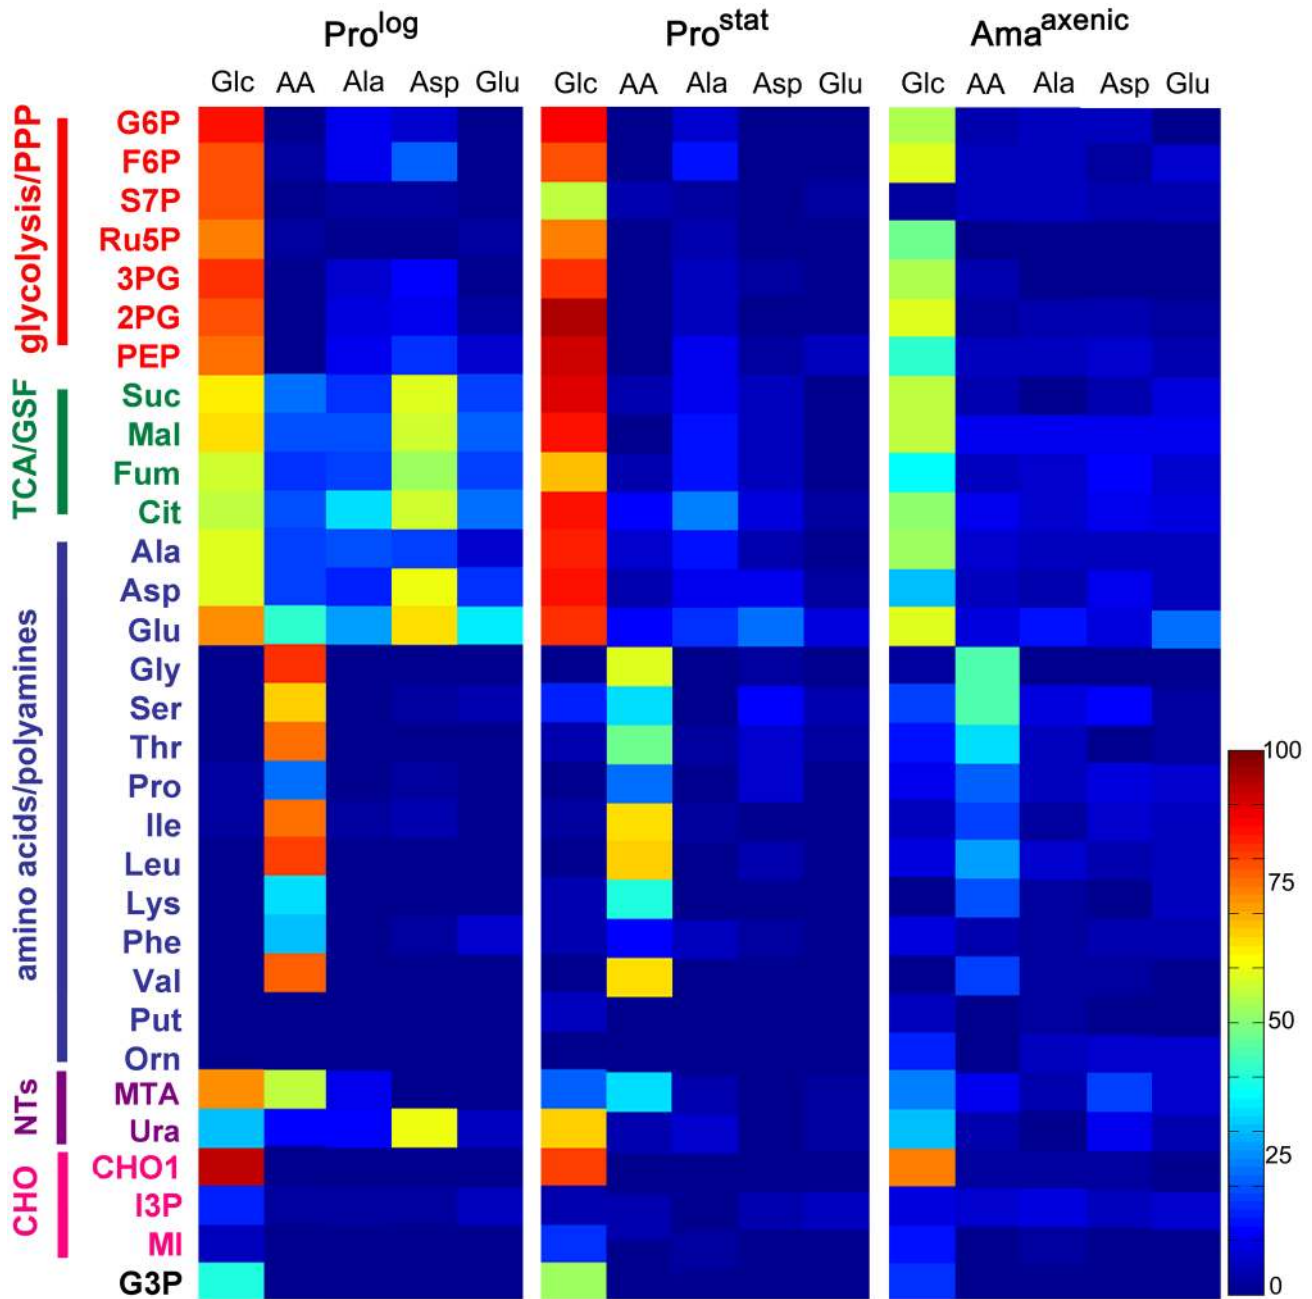 Pro^log Pro^stat Ama^axenic
Glc AA Ala Asp Glu Glc AA Ala Asp Glu Glc AA Ala Asp Glu
glycolysis/PPP
G6P
F6P
S7P
Ru5P
3PG
2PG
PEP
TCA/GSF
Suc
Mal
Fum
Cit
amino acids/polyamines
Ala
Asp
Glu
Gly
Ser
Thr
Pro
Ile
Leu
Lys
Phe
Val
Put
Orn
NTs
MTA
Ura
CHO
CHO1
I3P
MI
G3P
100
75
50
25
0